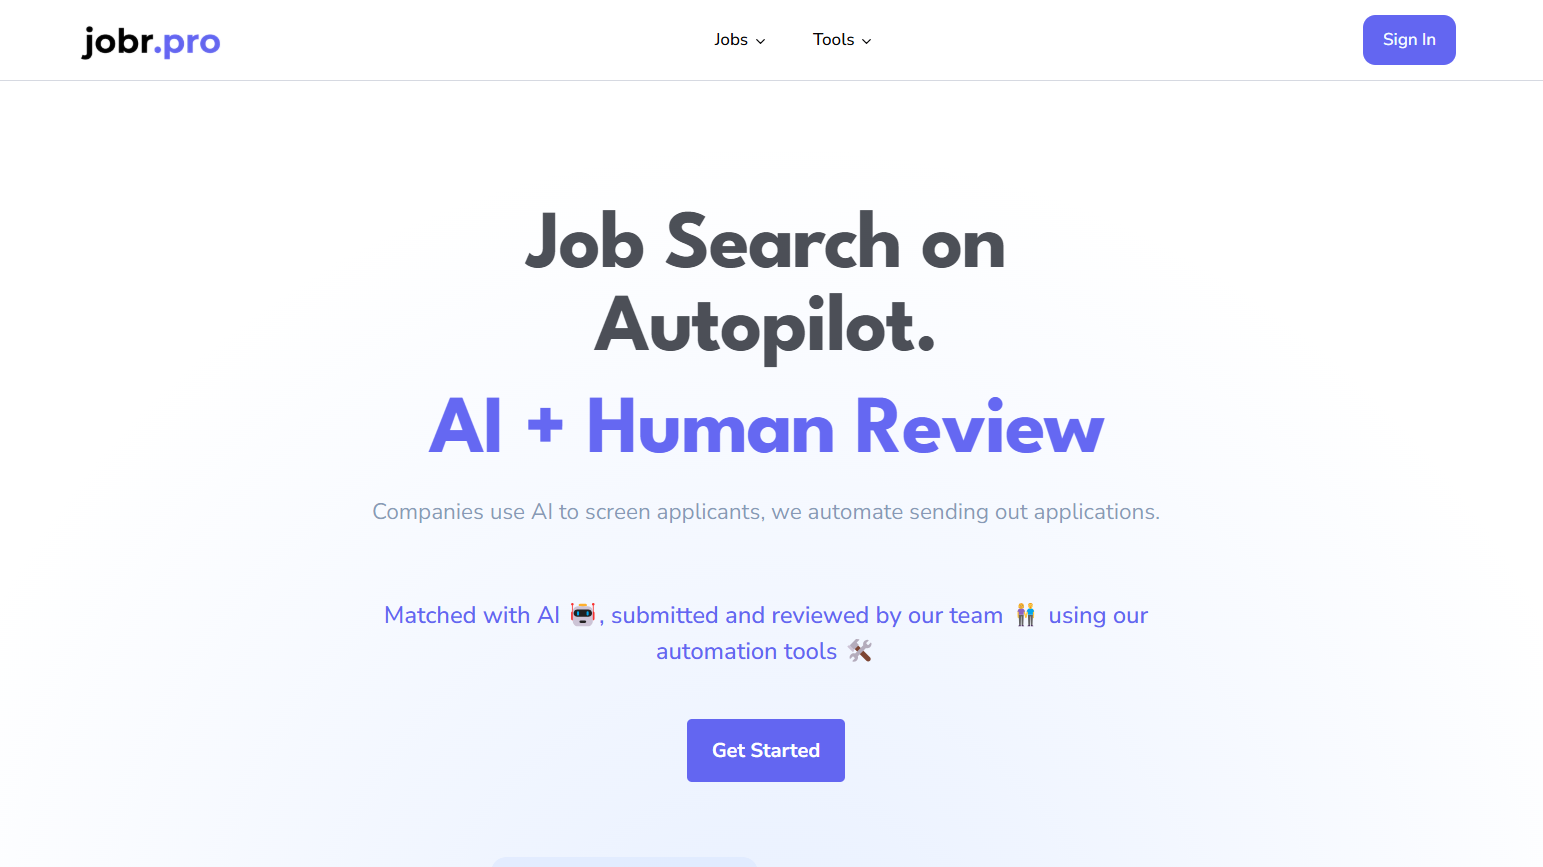 jobr.pro
Jobs
Tools
Sign In
Job Search on
Autopilot.
AI + Human Review
Companies use AI to screen applicants, we automate sending out applications.
Matched with AI 🤖, submitted and reviewed by our team 👬 using our
automation tools 🛠
Get Started